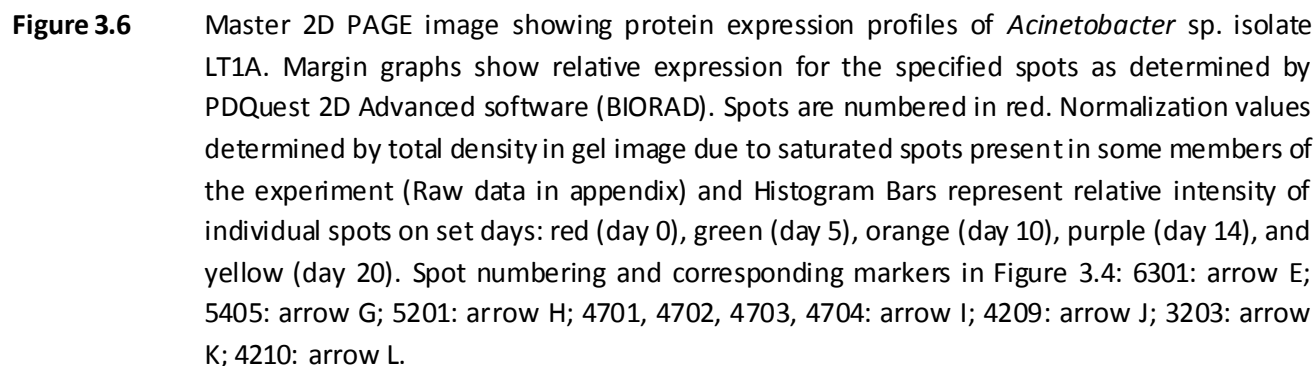 Figure 3.6 Master 2D PAGE image showing protein expression profiles of Acinetobacter sp. isolate
LT1A. Margin graphs show relative expression for the specified spots as determined by
PDQuest 2D Advanced software (BIORAD). Spots are numbered in red. Normalization values
determined by total density in gel image due to saturated spots present in some members of
the experiment (Raw data in appendix) and Histogram Bars represent relative intensity of
individual spots on set days: red (day 0), green (day 5), orange (day 10), purple (day 14), and
yellow (day 20). Spot numbering and corresponding markers in Figure 3.4: 6301: arrow E;
5405: arrow G; 5201: arrow H; 4701, 4702, 4703, 4704: arrow I; 4209: arrow J; 3203: arrow
K; 4210: arrow L.